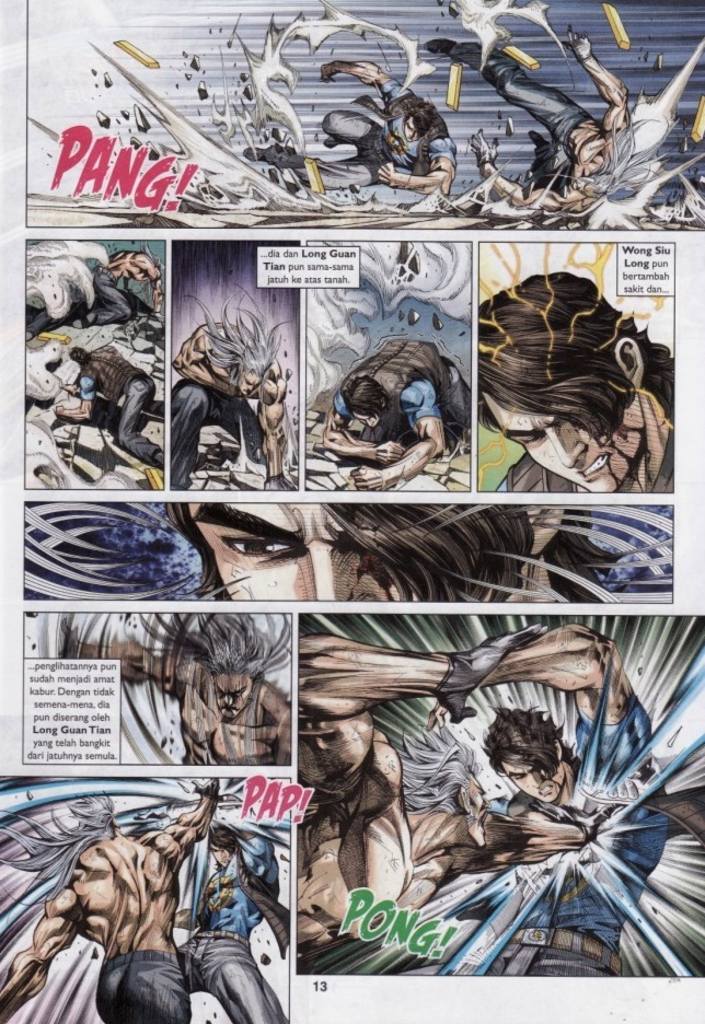 PANG!
...dia dan Long Guan
Tian pun sama-sama
jatuh ke atas tanah.
Wong Siu
Long pun
bertambah
sakit dan...
...penglihatannya pun
sudah menjadi amat
kabur. Dengan tidak
semena-mena, dia
pun diserang oleh
Long Guan Tian
yang telah bangkit
dari jatuhnya semula.
PAP!
PONG!
13